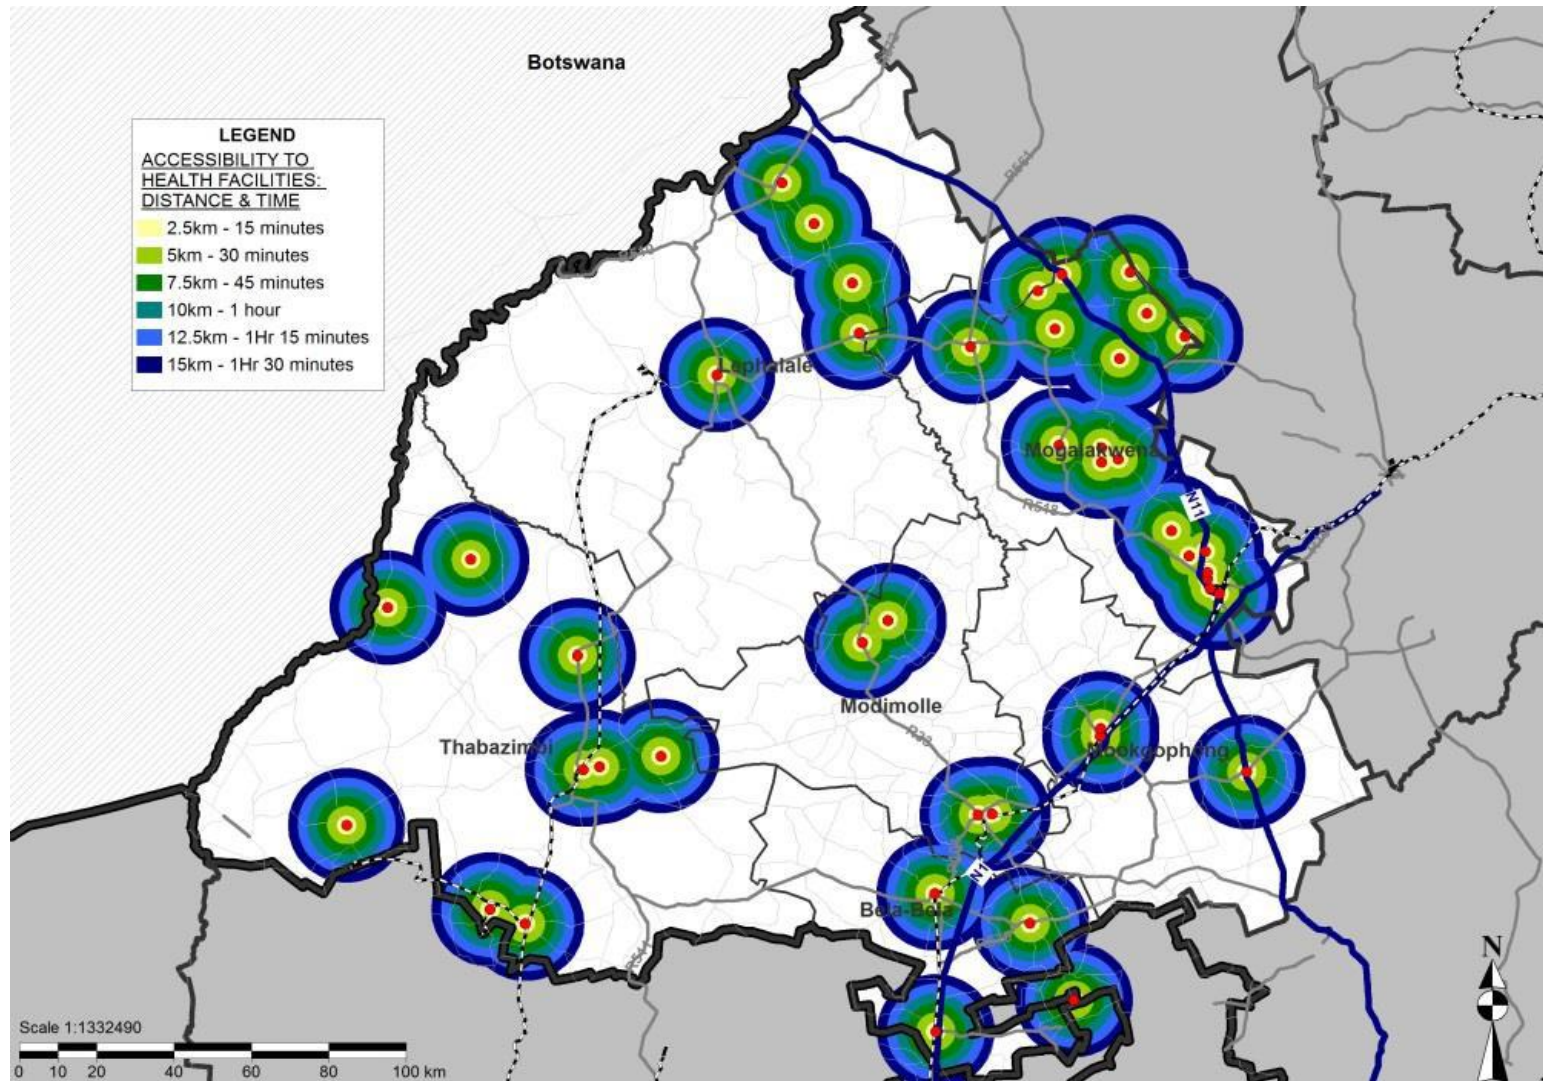 Botswana
LEGEND
ACCESSIBILITY TO
HEALTH FACILITIES:
DISTANCE & TIME
2.5km - 15 minutes
5km - 30 minutes
7.5km - 45 minutes
10km - 1 hour
12.5km - 1Hr 15 minutes
15km - 1Hr 30 minutes
R561
Lephalale
Mogalakwena
N11
R518
Modimolle
R33
Thabazimbi
Mookgophong
N1
Bela-Bela
R511
N
Scale 1:1332490
0 10 20 40 60 80 100 km